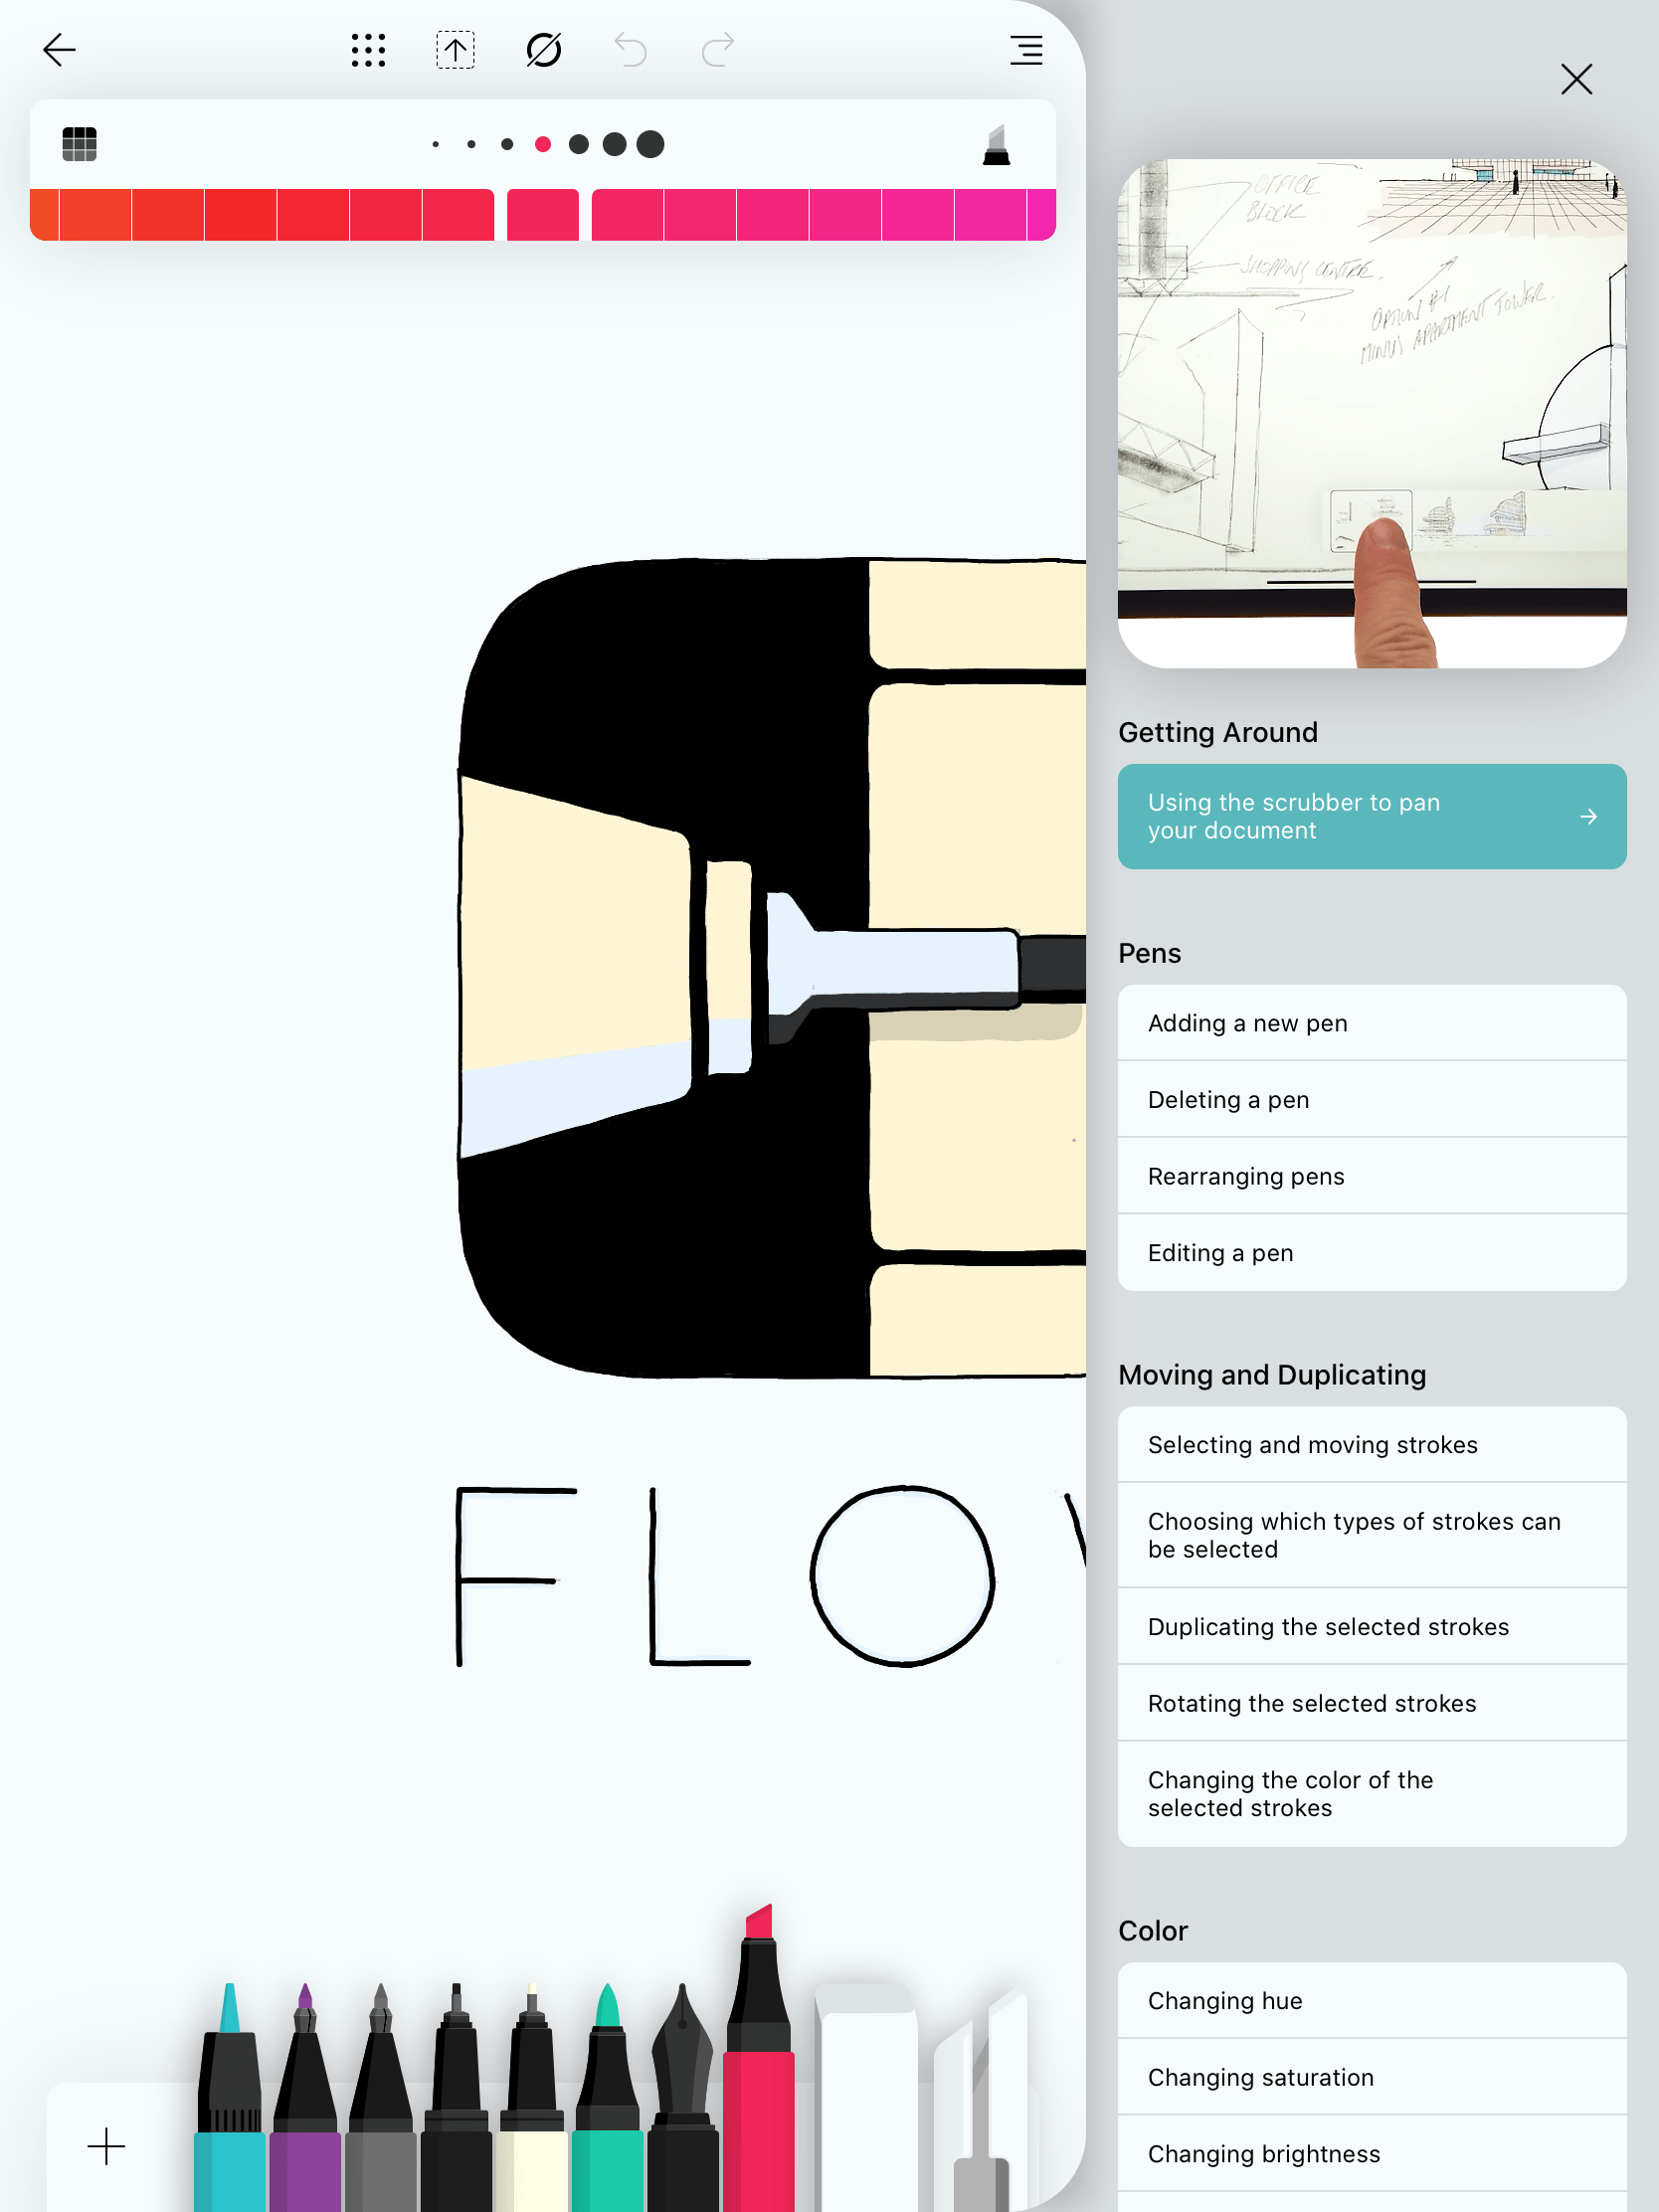 OFFICE
BLOCK
SHOPPING CENTRE.
OPTION #1
MINUS APARTMENT TOWER.
Getting Around
Using the scrubber to pan
your document
Pens
Adding a new pen
Deleting a pen
Rearranging pens
Editing a pen
Moving and Duplicating
Selecting and moving strokes
Choosing which types of strokes can
be selected
Duplicating the selected strokes
Rotating the selected strokes
Changing the color of the
selected strokes
Color
Changing hue
Changing saturation
Changing brightness
FLO